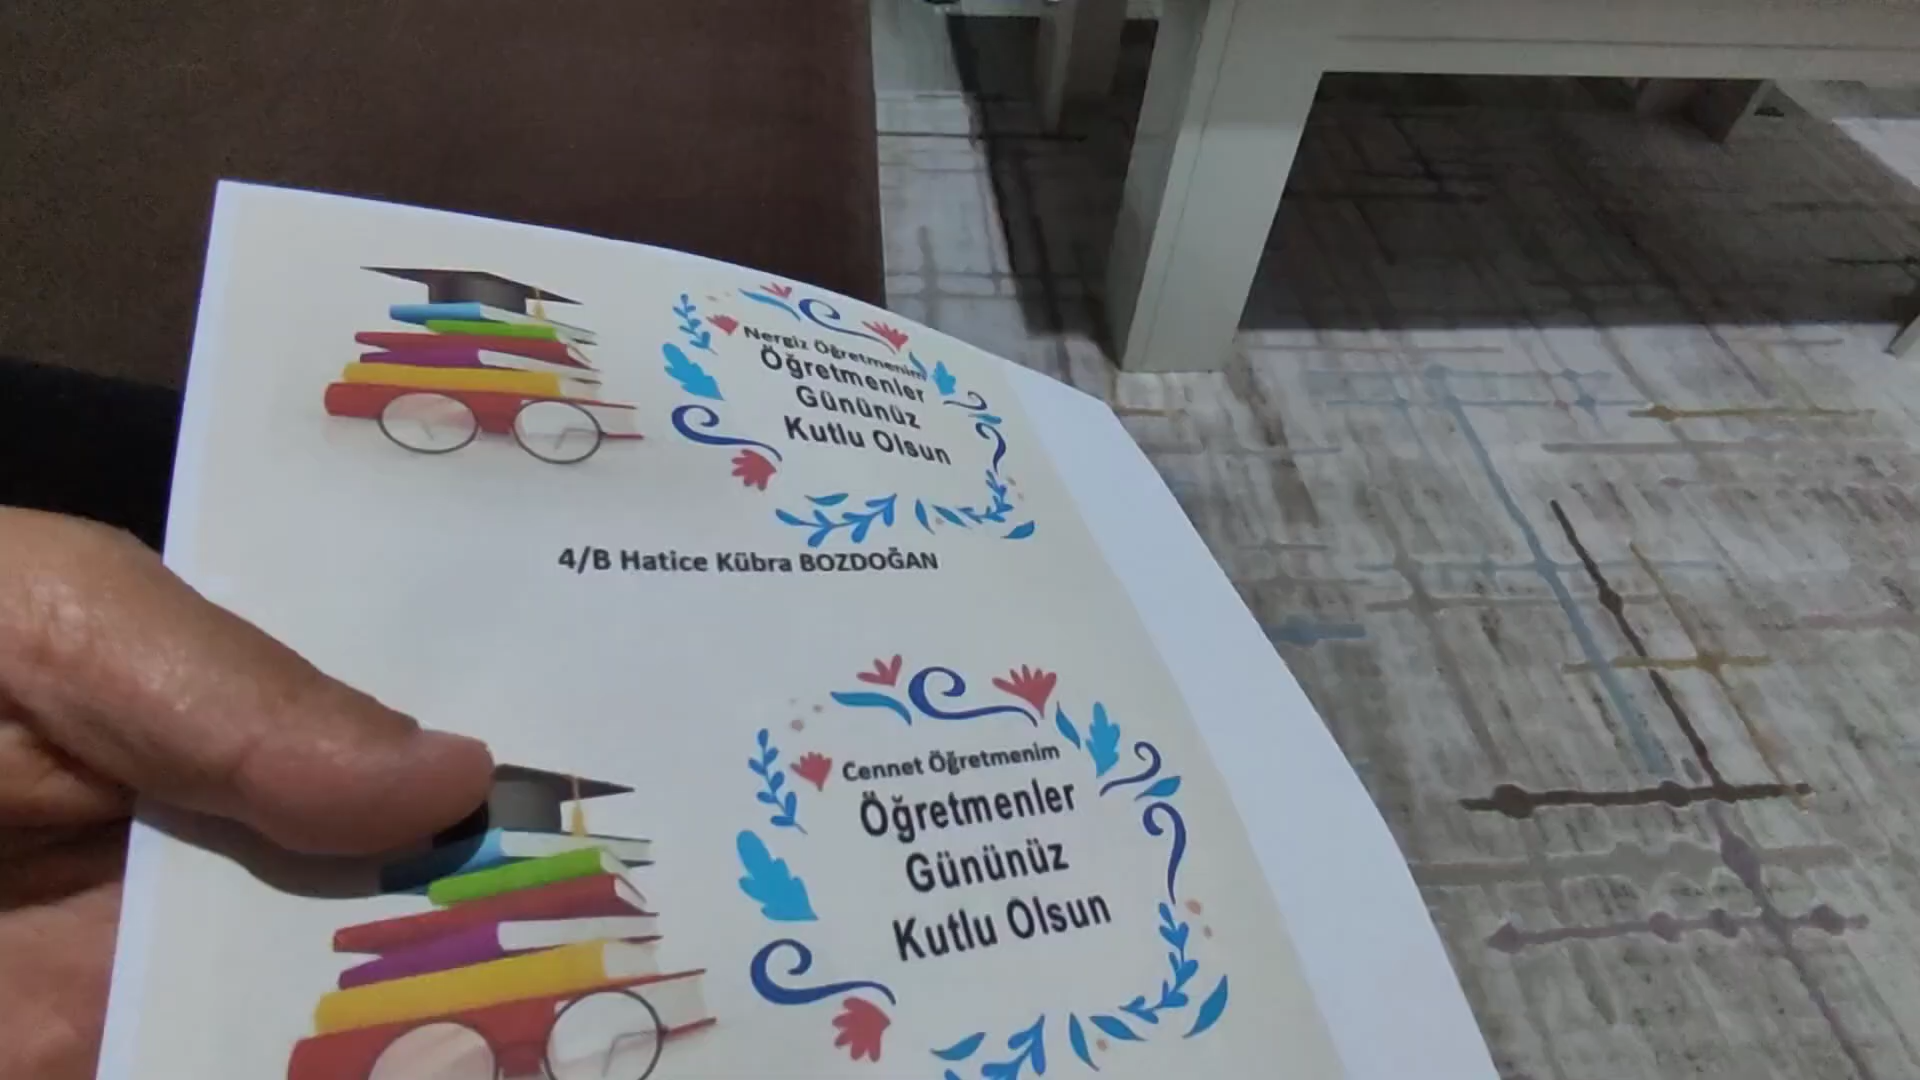 Nergiz Öğretmenim
Öğretmenler
Gününüz
Kutlu Olsun
4/B Hatice Kübra BOZDOĞAN
Cennet Öğretmenim
Öğretmenler
Gününüz
Kutlu Olsun